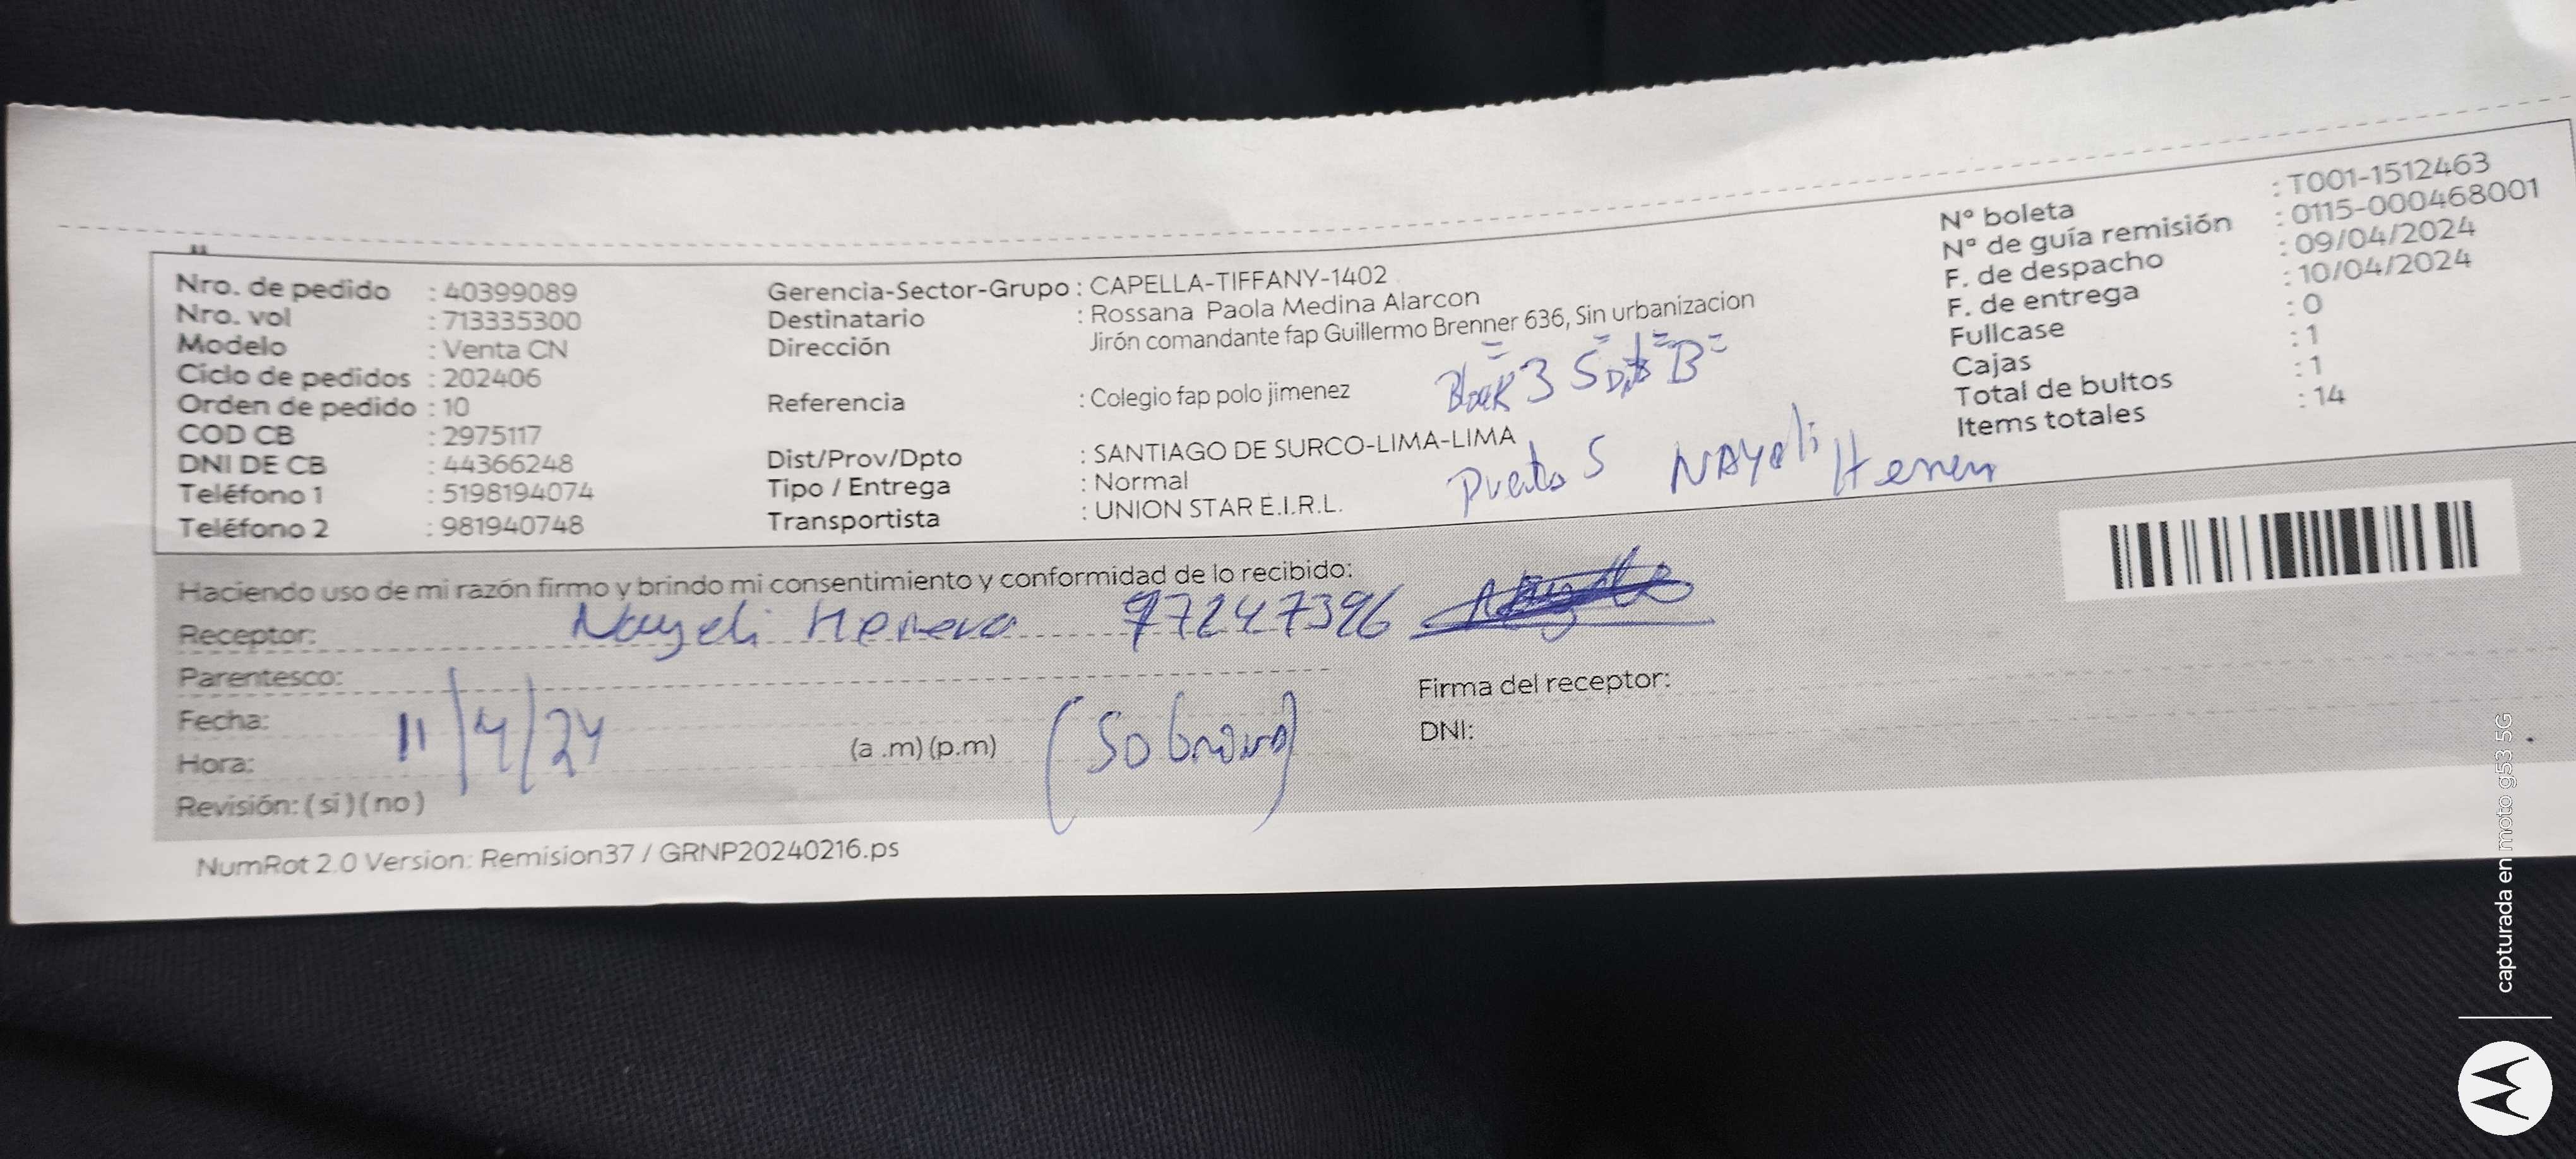 Nro. de pedido : 40399089
Nro. vol : 713335300
Modelo : Venta CN
Ciclo de pedidos : 202406
Orden de pedido : 10
COD CB : 2975117
DNI DE CB : 44366248
Teléfono 1 : 5198194074
Teléfono 2 : 981940748
Gerencia-Sector-Grupo : CAPELLA-TIFFANY-1402
Destinatario : Rossana Paola Medina Alarcon
Dirección Jirón comandante fap Guillermo Brenner 636, Sin urbanizacion
Block 3 B
Referencia : Colegio fap polo jimenez
Dist/Prov/Dpto : SANTIAGO DE SURCO-LIMA-LIMA
Tipo / Entrega : Normal
Transportista : UNION STAR E.I.R.L.
NAYeli
Nº boleta : T001-1512463
Nº de guía remisión : 0115-000468001
F. de despacho : 09/04/2024
F. de entrega : 10/04/2024
Fullcase : 0
Cajas : 1
Total de bultos : 1
Items totales : 14
Haciendo uso de mi razón firmo y brindo mi consentimiento y conformidad de lo recibido:
Receptor: Nayeli Herrera 77247396
Parentesco:
Fecha: 11/4/24
Hora: (a .m) (p.m)
Revisión: ( si ) ( no )
Firma del receptor:
DNI:
NumRot 2.0 Version: Remision37 / GRNP20240216.ps
capturada en moto g53 5G